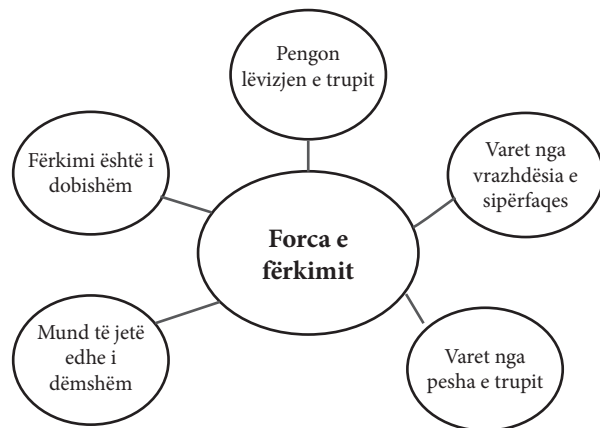 Pengon
lëvizjen e trupit
Fërkimi është i
dobishëm
Varet nga
vrazhdësia e
sipërfaqes
Forca e
fërkimit
Mund të jetë
edhe i
dëmshëm
Varet nga
pesha e trupit